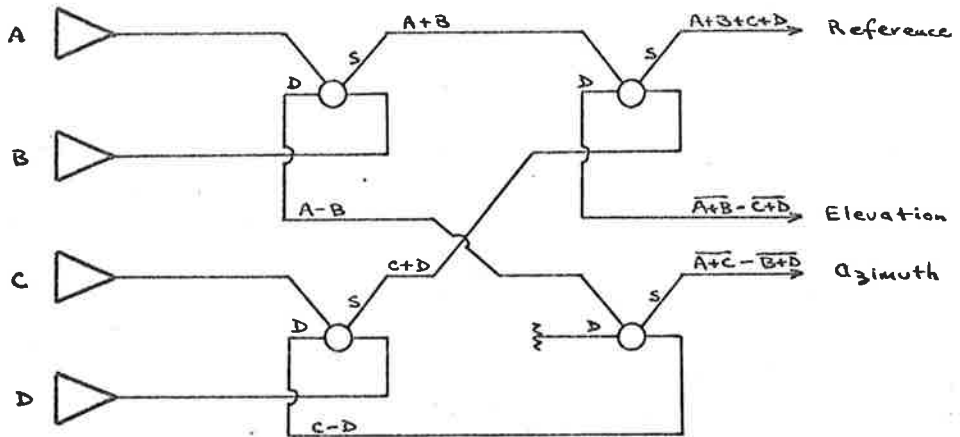 A
A+B
A+B+C+D
Reference
S
S
D
D
B
A-B
A+B - C+D
Elevation
C
C+D
A+C - B+D
Azimuth
S
S
D
D
D
C-D